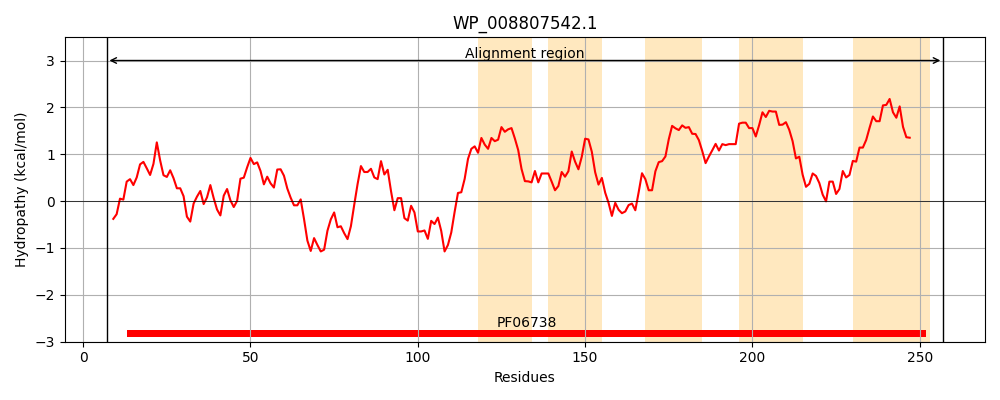 WP_008807542.1
Alignment region
Hydropathy (kcal/mol)
3
2
1
0
−1
−2
−3
PF06738
0 50 100 150 200 250
Residues